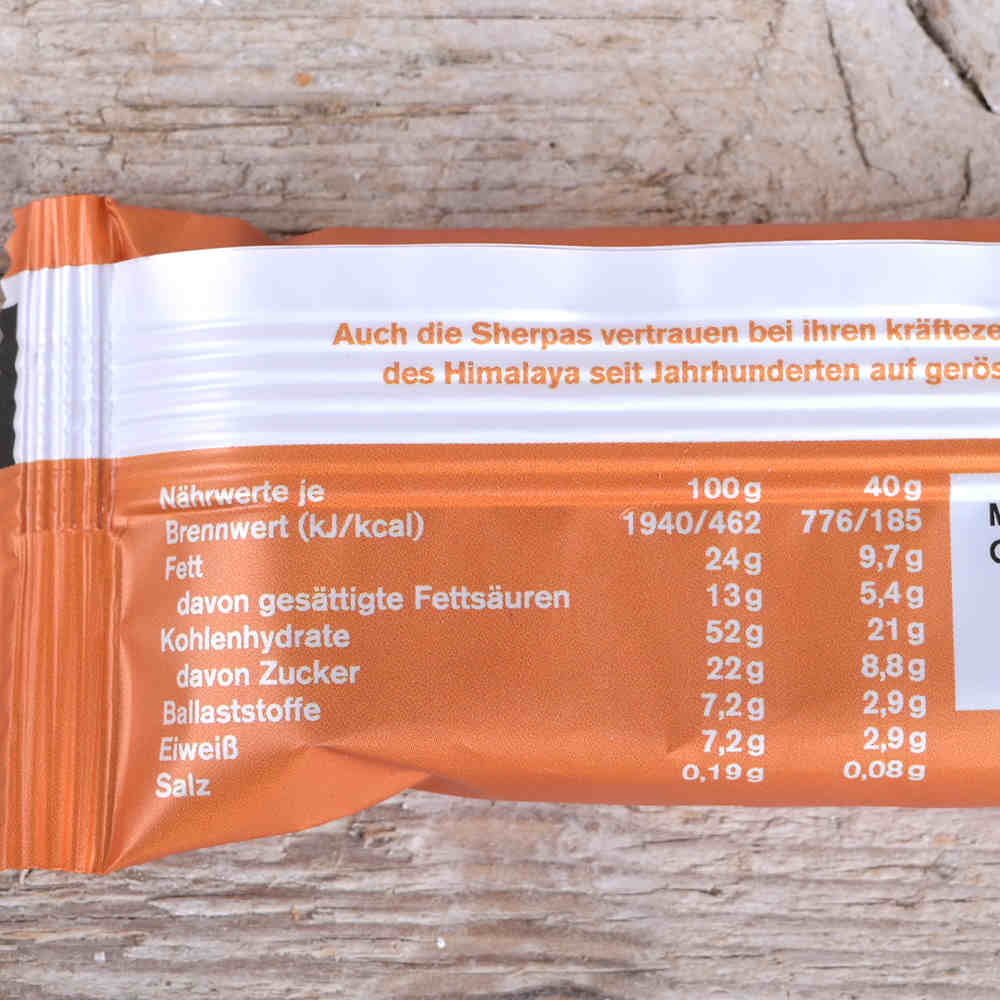 Auch die Sherpas vertrauen bei ihren kräfteze
des Himalaya seit Jahrhunderten auf gerös
Nährwerte je 100g 40g
Brennwert (kJ/kcal) 1940/462 776/185
Fett 24g 9,7g
davon gesättigte Fettsäuren 13g 5,4g
Kohlenhydrate 52g 21g
davon Zucker 22g 8,8g
Ballaststoffe 7,2g 2,9g
Eiweiß 7,2g 2,9g
Salz 0,19g 0,08g